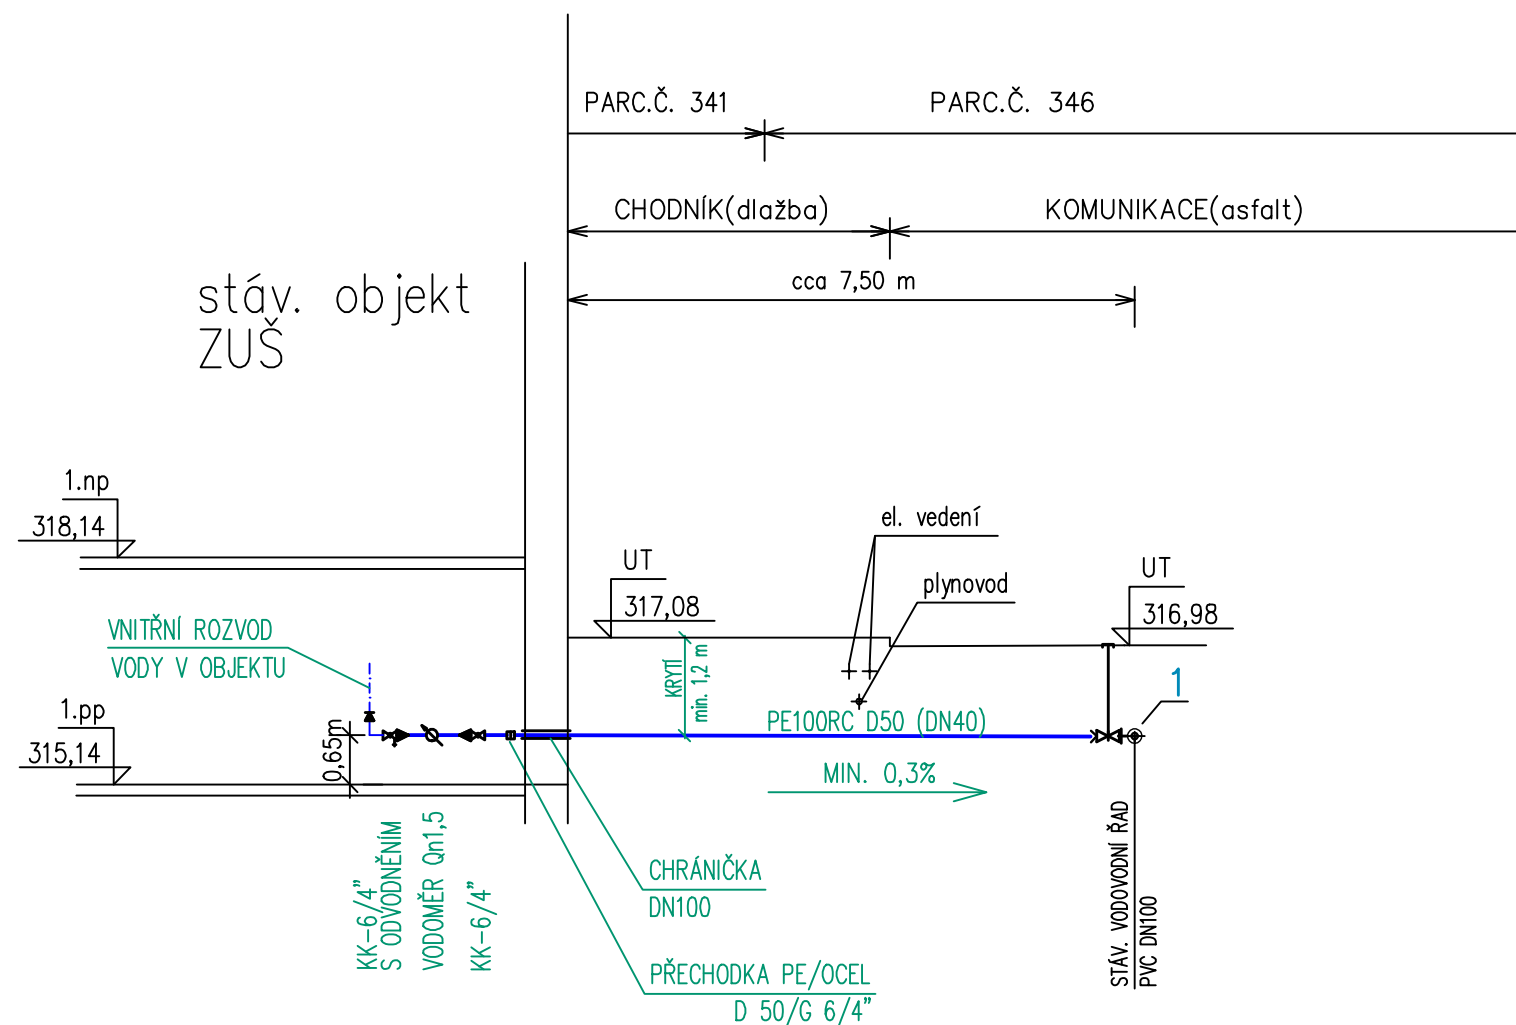 PARC.Č. 341
PARC.Č. 346
CHODNÍK(dlažba)
KOMUNIKACE(asfalt)
cca 7,50 m
stáv. objekt
ZUŠ
1.np
318,14
el. vedení
UT
317,08
plynovod
UT
316,98
VNITŘNÍ ROZVOD
VODY V OBJEKTU
KRYTÍ
min. 1,2 m
1
1.pp
315,14
0,65m
PE100RC D50 (DN40)
MIN. 0,3%
KK-6/4"
S ODVODNĚNÍM
VODOMĚR Qn1,5
KK-6/4"
CHRÁNIČKA
DN100
PŘECHODKA PE/OCEL
D 50/G 6/4"
STÁV. VODOVODNÍ ŘAD
PVC DN100